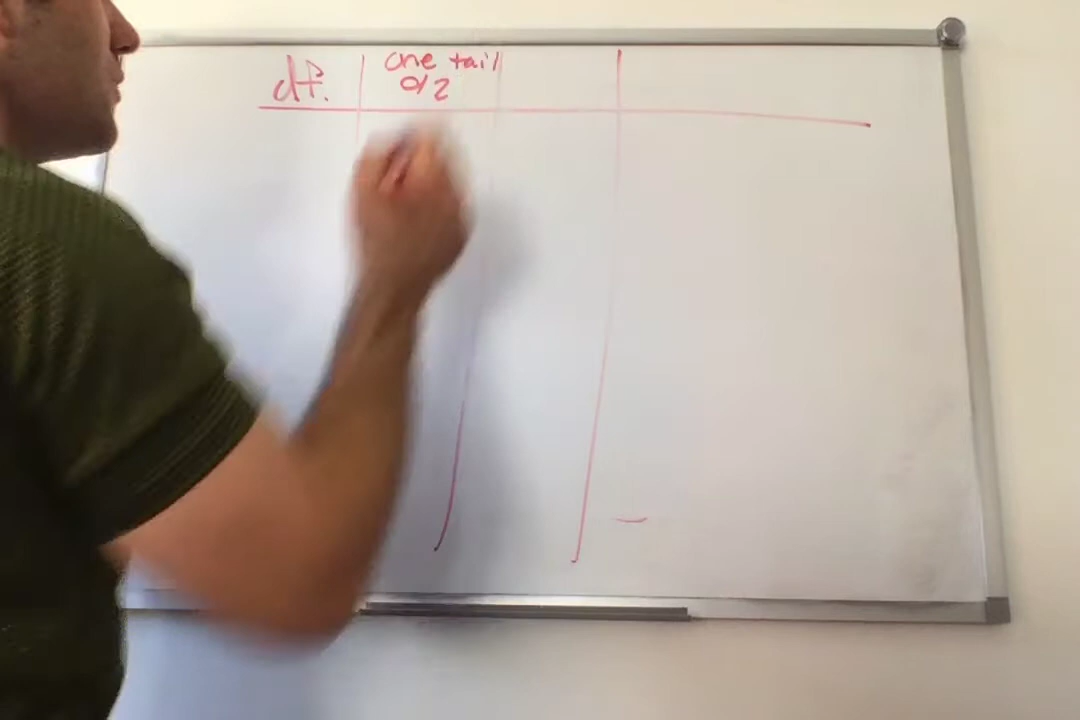 df.
one tail
α/2